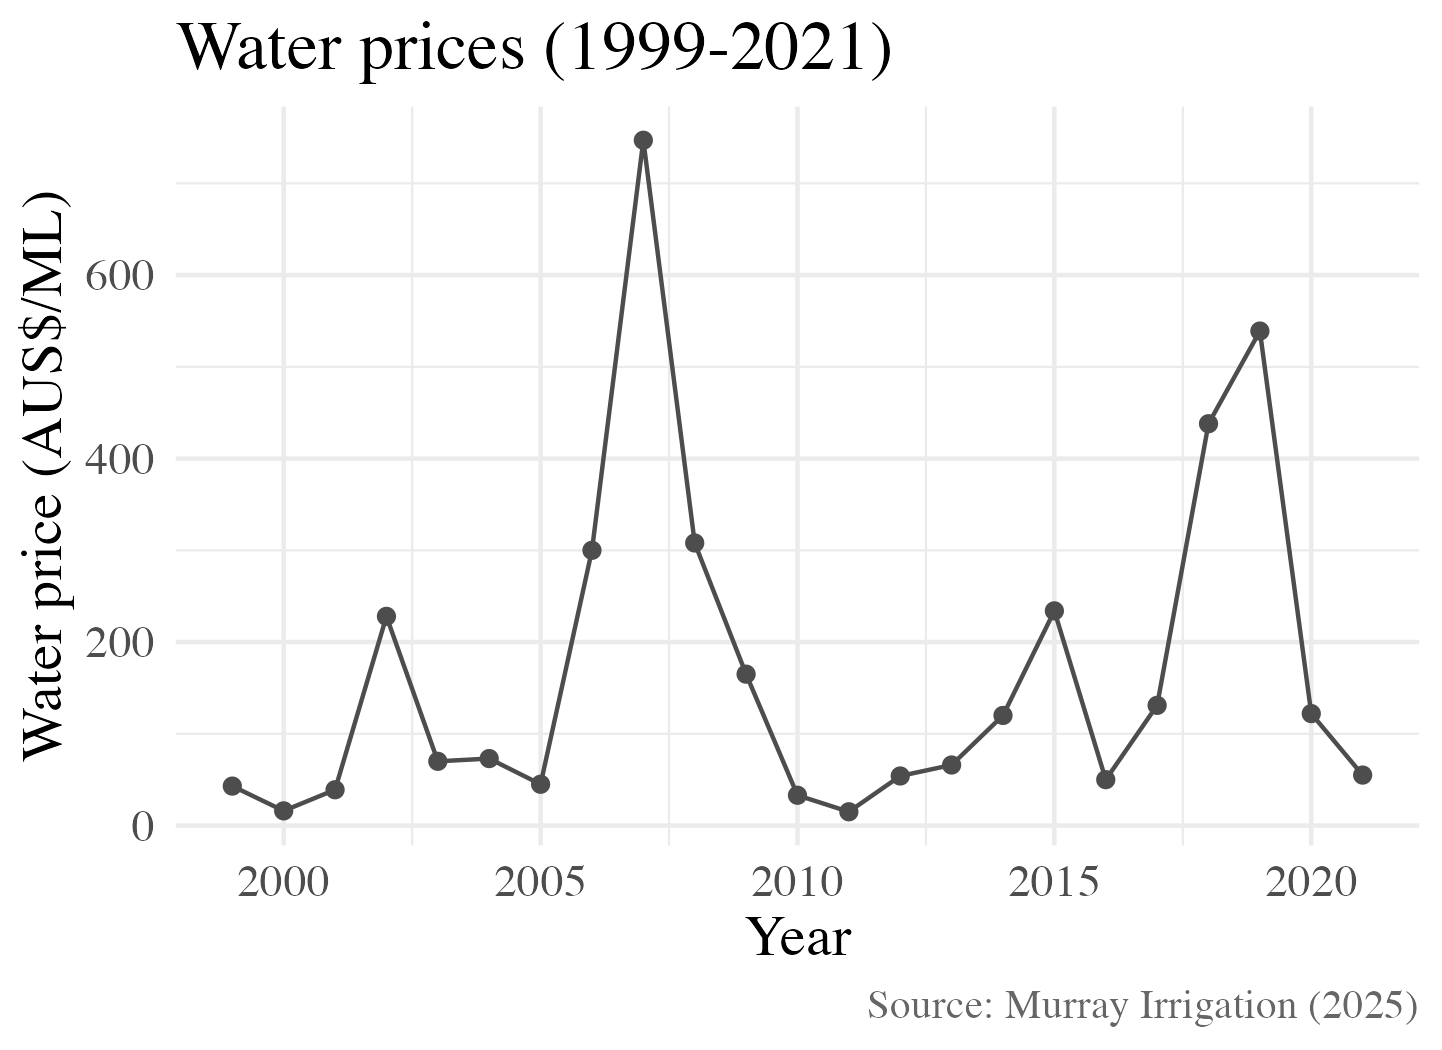 Water prices (1999-2021)
Water price (AUS$/ML)
600
400
200
0
2000 2005 2010 2015 2020
Year
Source: Murray Irrigation (2025)